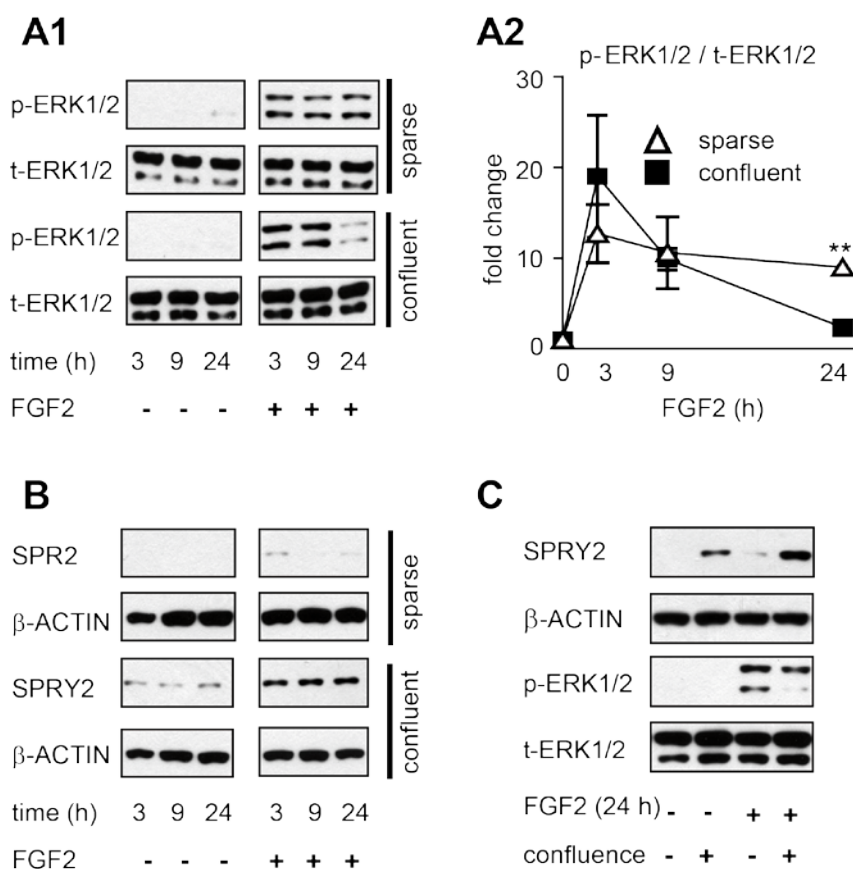 A1
p-ERK1/2
t-ERK1/2
sparse
p-ERK1/2
t-ERK1/2
confluent
time (h) 3 9 24 3 9 24
FGF2 - - - + + +
A2
p-ERK1/2 / t-ERK1/2
fold change
30
20
10
0
sparse
confluent
**
0 3 9 24
FGF2 (h)
B
SPR2
β-ACTIN
sparse
SPRY2
β-ACTIN
confluent
time (h) 3 9 24 3 9 24
FGF2 - - - + + +
C
SPRY2
β-ACTIN
p-ERK1/2
t-ERK1/2
FGF2 (24 h) - - + +
confluence - + - +